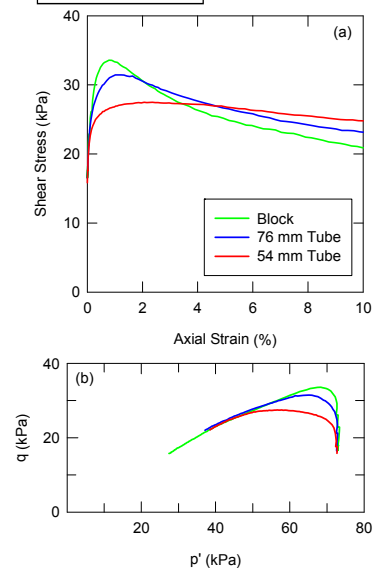 40
(a)
30
Shear Stress (kPa)
20
10
0
Block
76 mm Tube
54 mm Tube
0 2 4 6 8 10
Axial Strain (%)
40
(b)
q (kPa)
20
0
20 40 60 80
p' (kPa)